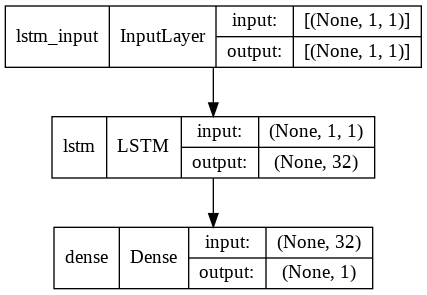 lstm_input InputLayer input: [(None, 1, 1)]
output: [(None, 1, 1)]
lstm LSTM input: (None, 1, 1)
output: (None, 32)
dense Dense input: (None, 32)
output: (None, 1)